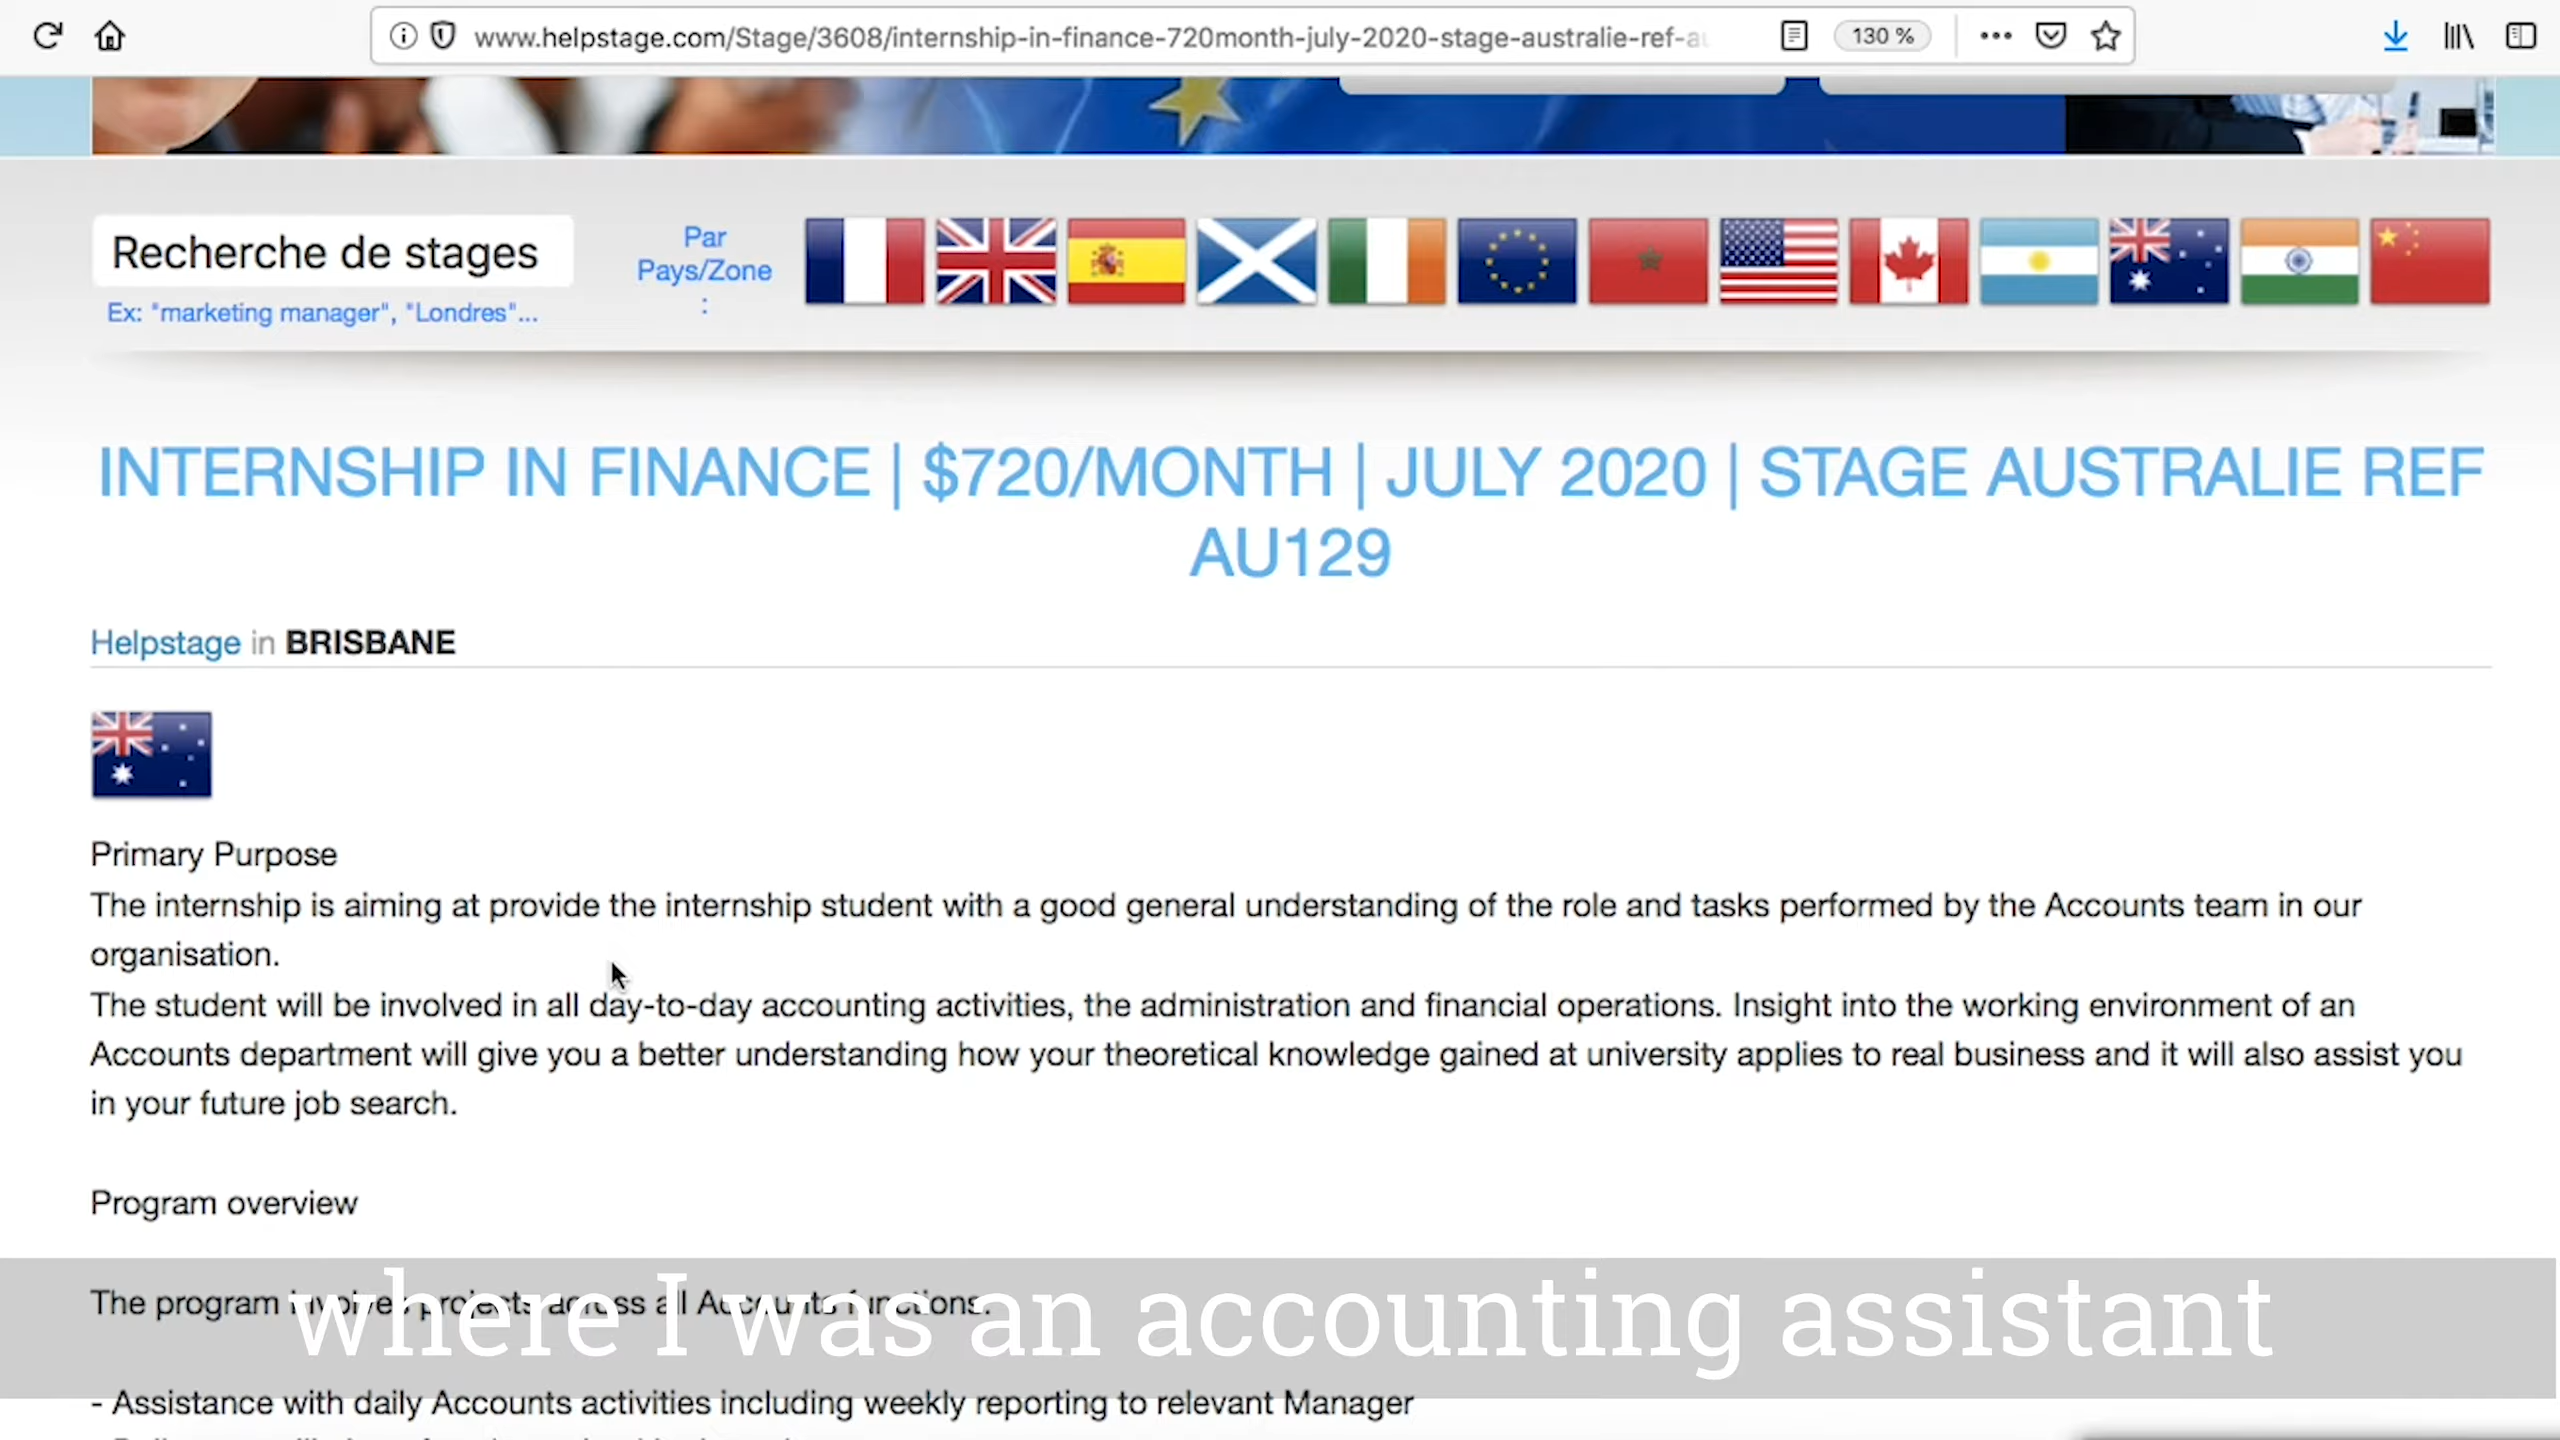 www.helpstage.com/Stage/3608/internship-in-finance-720month-july-2020-stage-australie-ref-a
130 %
Recherche de stages
Ex: "marketing manager", "Londres"...
Par
Pays/Zone
:
INTERNSHIP IN FINANCE | $720/MONTH | JULY 2020 | STAGE AUSTRALIE REF
AU129
Helpstage in BRISBANE
Primary Purpose
The internship is aiming at provide the internship student with a good general understanding of the role and tasks performed by the Accounts team in our
organisation.
The student will be involved in all day-to-day accounting activities, the administration and financial operations. Insight into the working environment of an
Accounts department will give you a better understanding how your theoretical knowledge gained at university applies to real business and it will also assist you
in your future job search.
Program overview
The program involves projects across all Accounts functions.
where I was an accounting assistant
- Assistance with daily Accounts activities including weekly reporting to relevant Manager